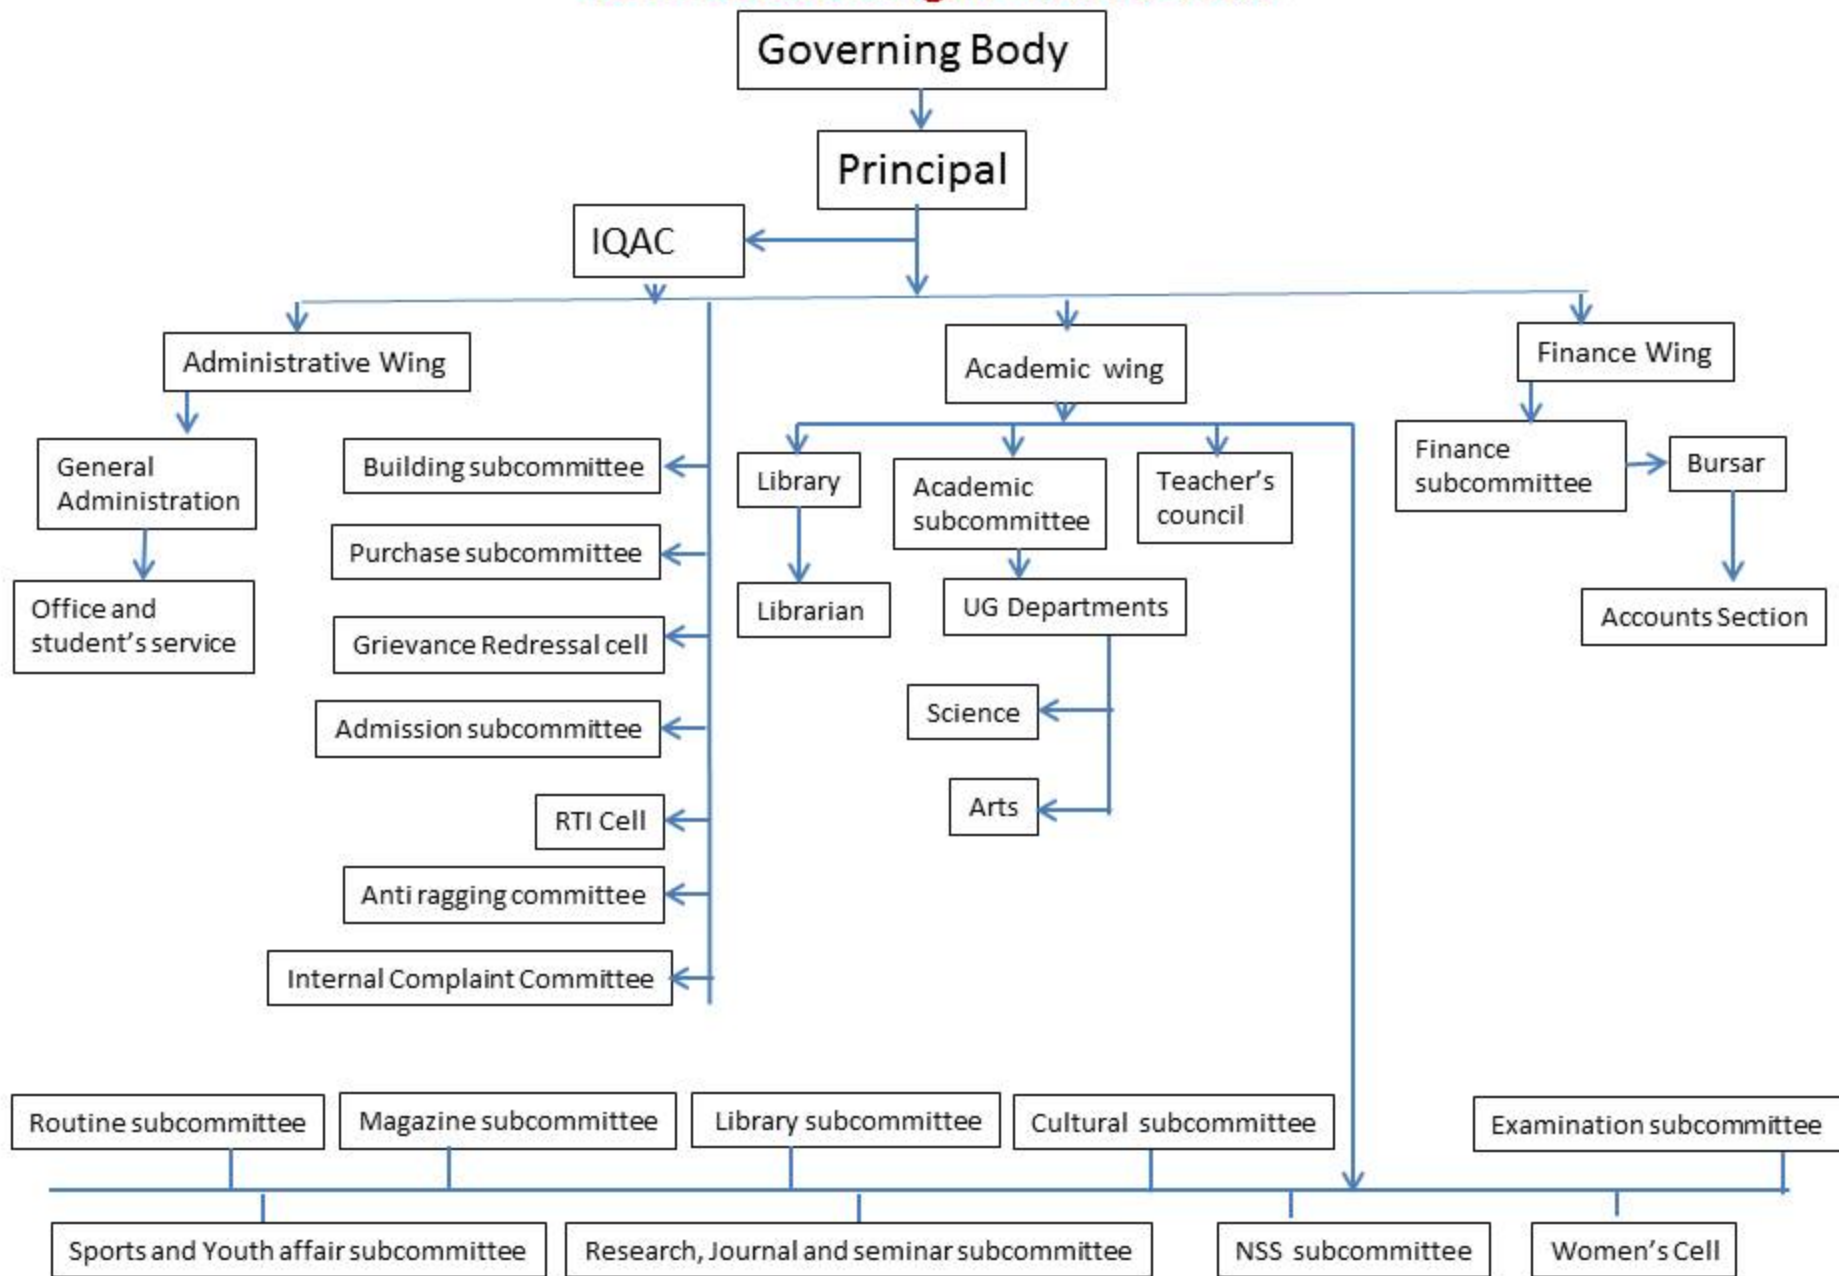 Governing Body
Principal
IQAC
Administrative Wing
Academic wing
Finance Wing
General
Administration
Office and
student's service
Building subcommittee
Purchase subcommittee
Grievance Redressal cell
Admission subcommittee
RTI Cell
Anti ragging committee
Internal Complaint Committee
Library
Librarian
Academic
subcommittee
Teacher's
council
UG Departments
Science
Arts
Finance
subcommittee
Bursar
Accounts Section
Routine subcommittee
Magazine subcommittee
Library subcommittee
Cultural subcommittee
Examination subcommittee
Sports and Youth affair subcommittee
Research, Journal and seminar subcommittee
NSS subcommittee
Women's Cell